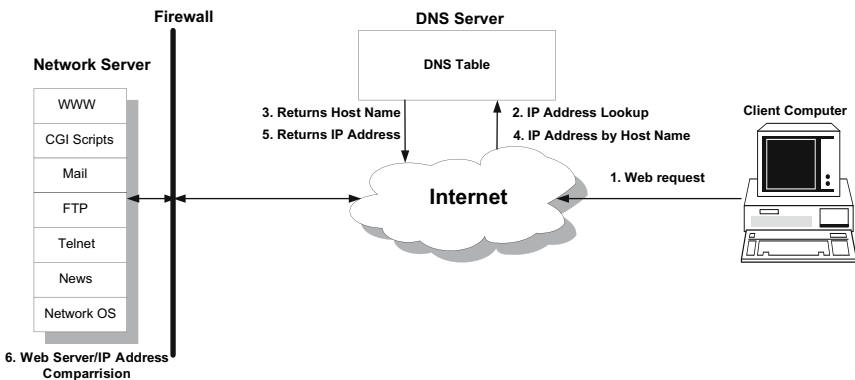 Firewall
DNS Server
DNS Table
Network Server
WWW
CGI Scripts
Mail
FTP
Telnet
News
Network OS
3. Returns Host Name
5. Returns IP Address
2. IP Address Lookup
4. IP Address by Host Name
Client Computer
1. Web request
Internet
6. Web Server/IP Address
Comparrision